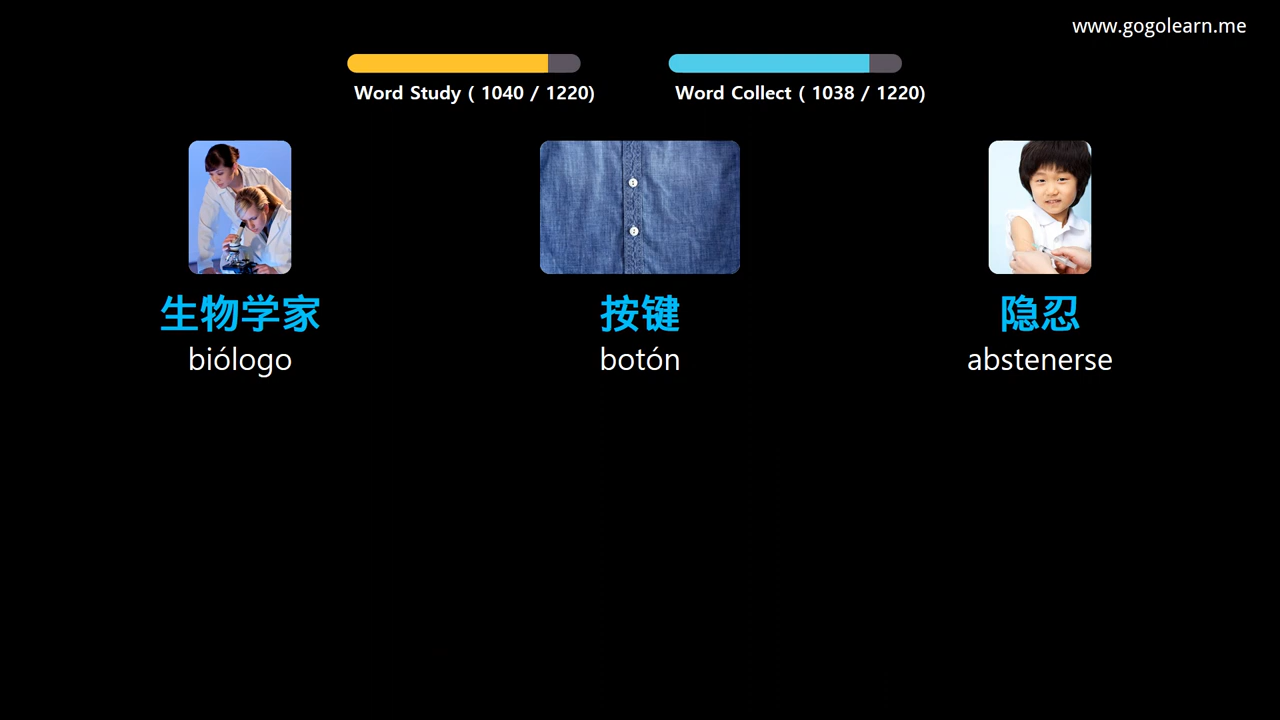 www.gogolearn.me
Word Study ( 1040 / 1220)
Word Collect ( 1038 / 1220)
生物学家
biólogo
按键
botón
隐忍
abstenerse